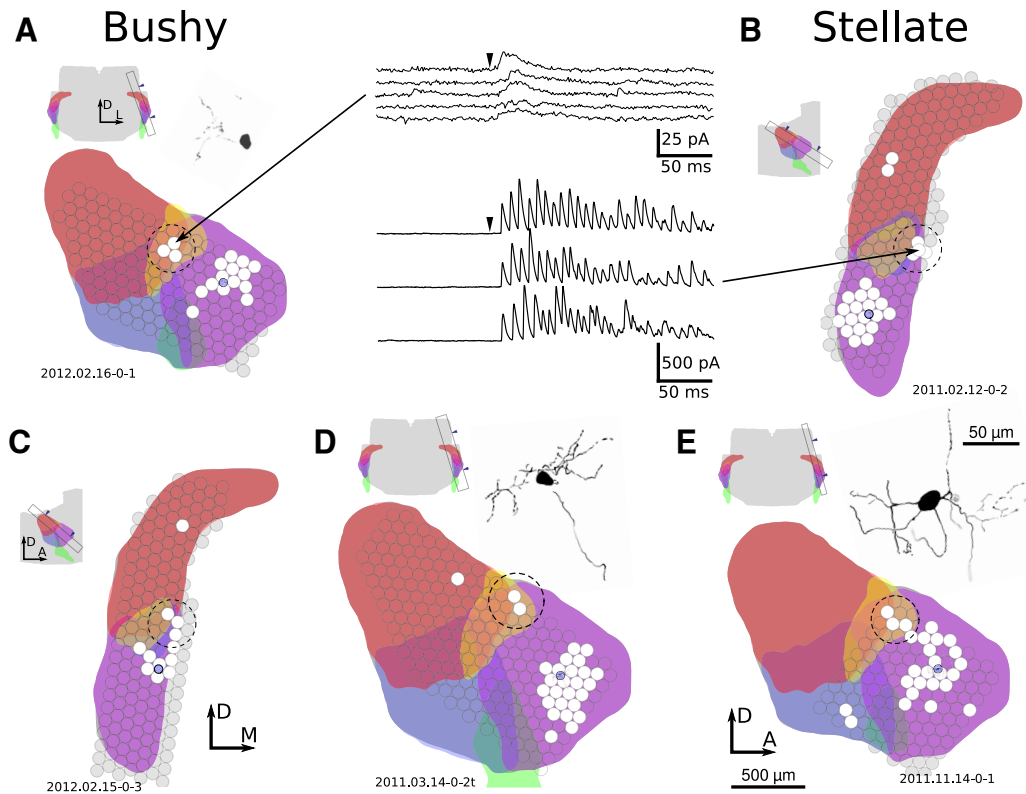 A
Bushy
B
Stellate
D
L
25 pA
50 ms
500 pA
50 ms
2012.02.16-0-1
2011.02.12-0-2
C
D
E
50 µm
D
A
D
M
D
A
500 µm
2012.02.15-0-3
2011.03.14-0-2t
2011.11.14-0-1